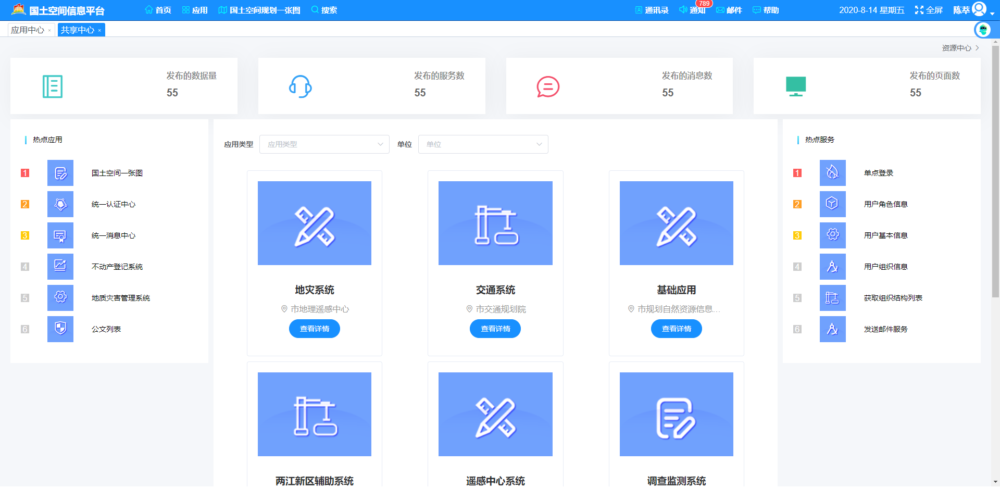 国土空间信息平台 首页 应用 国土空间规划一张图 搜索 通讯录 通知 789 邮件 帮助 2020-8-14 星期五 全屏 陈萃
应用中心 × 共享中心 ×
资源中心 >
发布的数据量
55
发布的服务数
55
发布的消息数
55
发布的页面数
55
热点应用
1 国土空间一张图
2 统一认证中心
3 统一消息中心
4 不动产登记系统
5 地质灾害管理系统
6 公文列表
应用类型 应用类型 单位 单位
地灾系统
市地理遥感中心
查看详情
交通系统
市交通规划院
查看详情
基础应用
市规划自然资源信息...
查看详情
两江新区辅助系统
遥感中心系统
调查监测系统
热点服务
1 单点登录
2 用户角色信息
3 用户基本信息
4 用户组织信息
5 获取组织结构列表
6 发送邮件服务